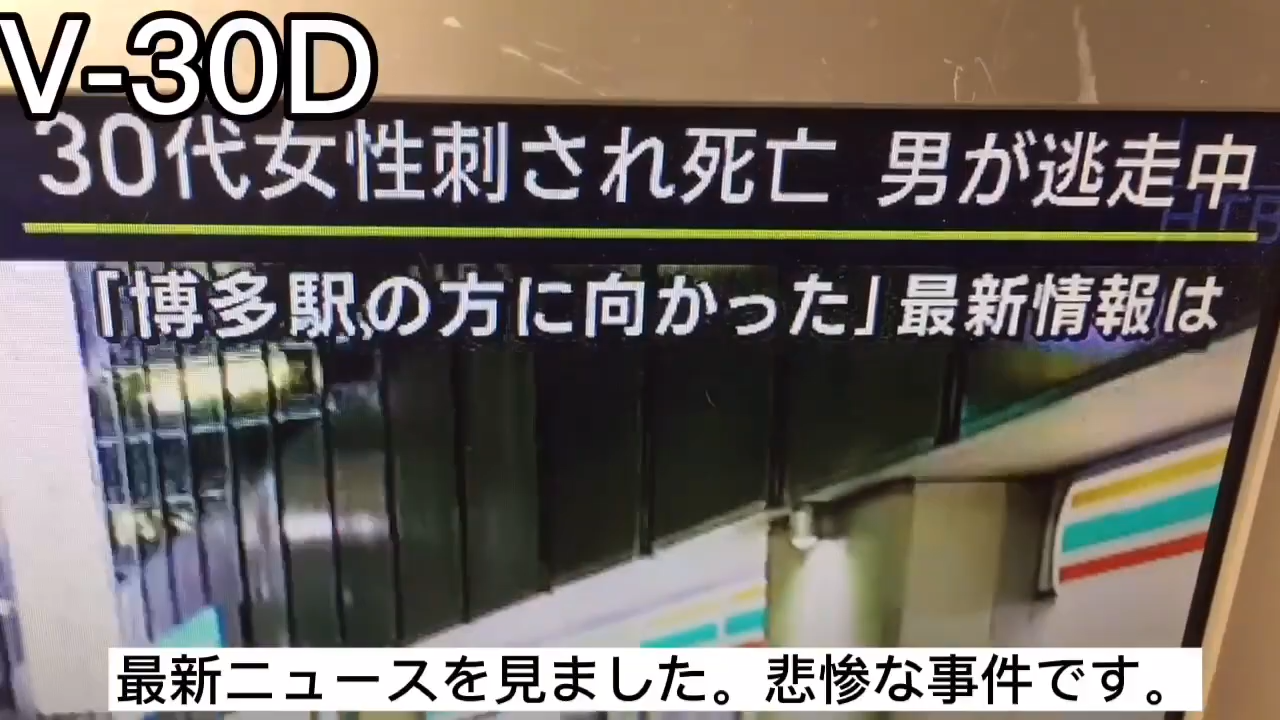 V-30D
30代女性刺され死亡 男が逃走中
HTB
「博多駅の方に向かった」最新情報は
最新ニュースを見ました。悲惨な事件です。